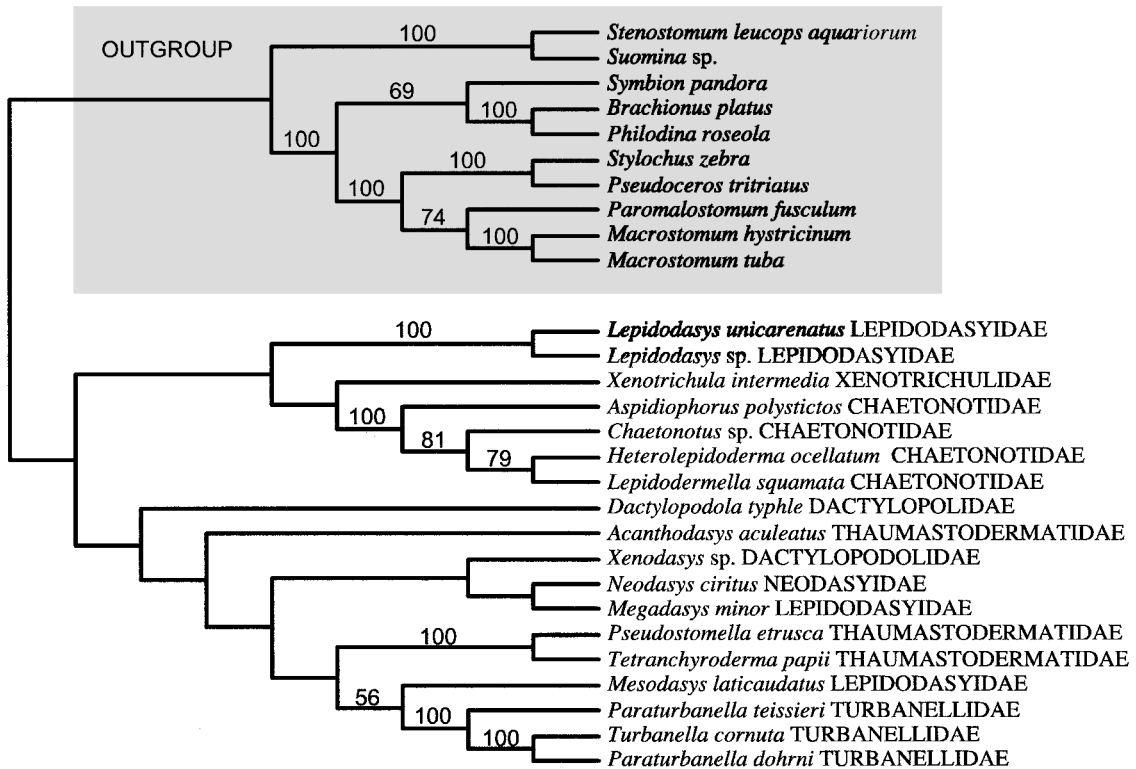 OUTGROUP
100
Stenostomum leucops aquariorum
Suomina sp.
69
Symbion pandora
100
Brachionus platus
Philodina roseola
100
100
Stylochus zebra
100
Pseudoceros tritriatus
74
Paromalostomum fusculum
100
Macrostomum hystricinum
Macrostomum tuba
100
Lepidodasys unicarenatus LEPIDODASYIDAE
Lepidodasys sp. LEPIDODASYIDAE
Xenotrichula intermedia XENOTRICHULIDAE
100
Aspidiophorus polystictos CHAETONOTIDAE
81
Chaetonotus sp. CHAETONOTIDAE
79
Heterolepidoderma ocellatum CHAETONOTIDAE
Lepidodermella squamata CHAETONOTIDAE
Dactylopodola typhle DACTYLOPOLIDAE
Acanthodasys aculeatus THAUMASTODERMATIDAE
Xenodasys sp. DACTYLOPODOLIDAE
Neodasys ciritus NEODASYIDAE
Megadasys minor LEPIDODASYIDAE
100
Pseudostomella etrusca THAUMASTODERMATIDAE
Tetranchyroderma papii THAUMASTODERMATIDAE
56
Mesodasys laticaudatus LEPIDODASYIDAE
100
Paraturbanella teissieri TURBANELLIDAE
100
Turbanella cornuta TURBANELLIDAE
Paraturbanella dohrni TURBANELLIDAE